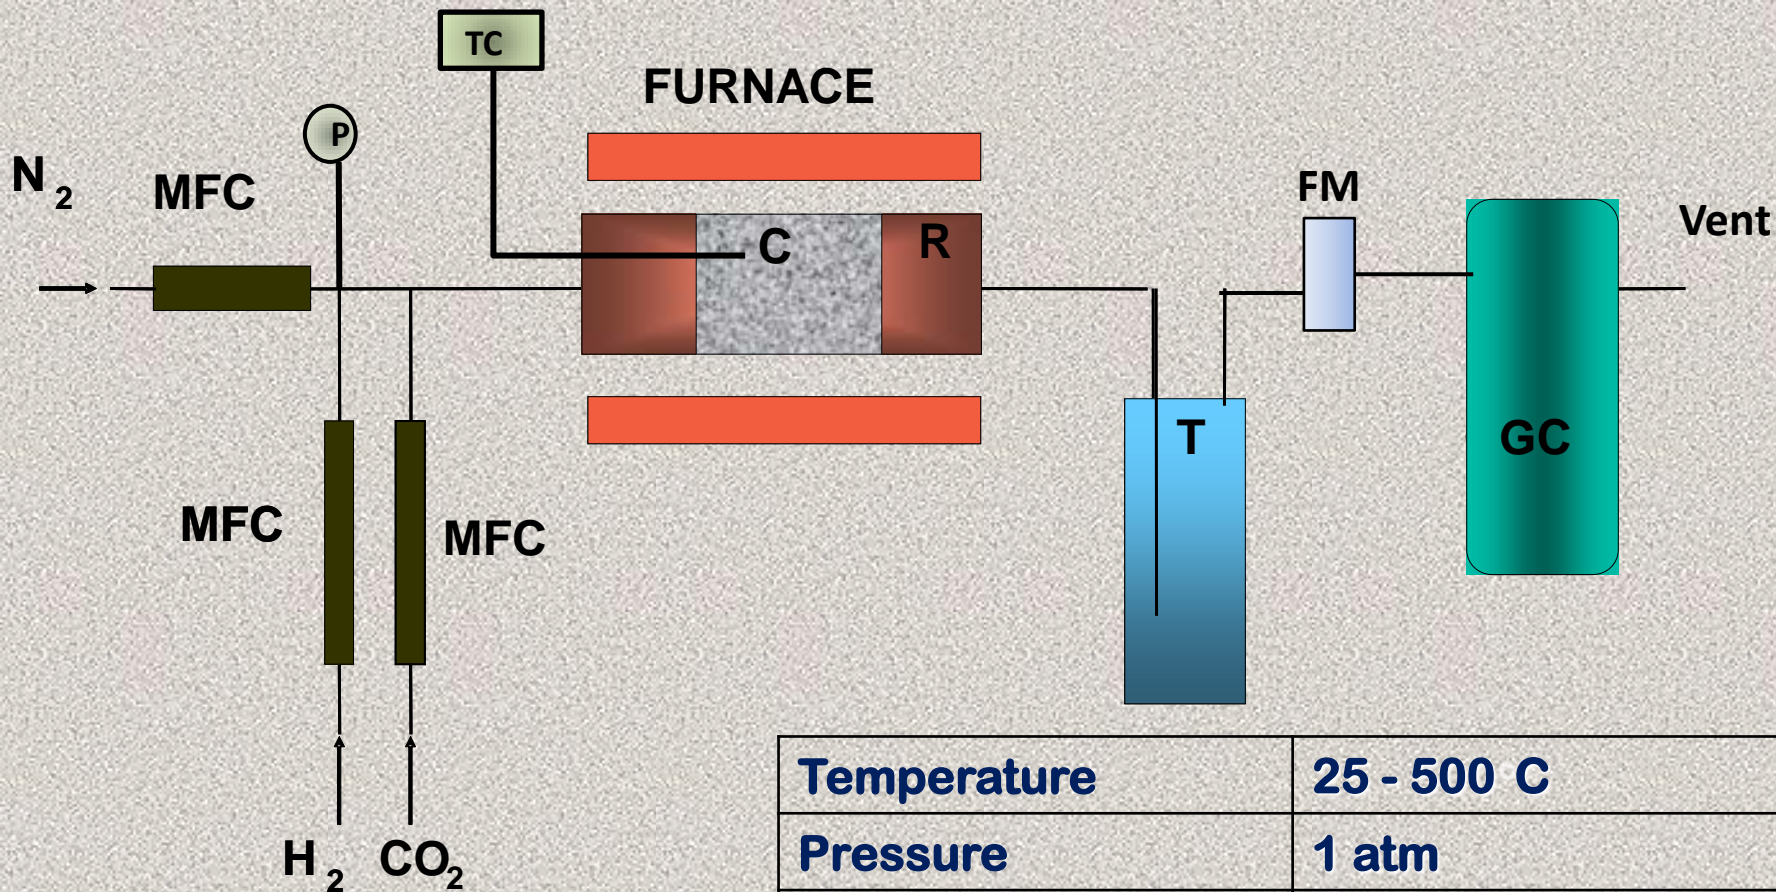 TC
FURNACE
P
N2
MFC
FM
Vent
C
R
T
GC
MFC
MFC
Temperature 25 - 500 C
Pressure 1 atm
H2 CO2